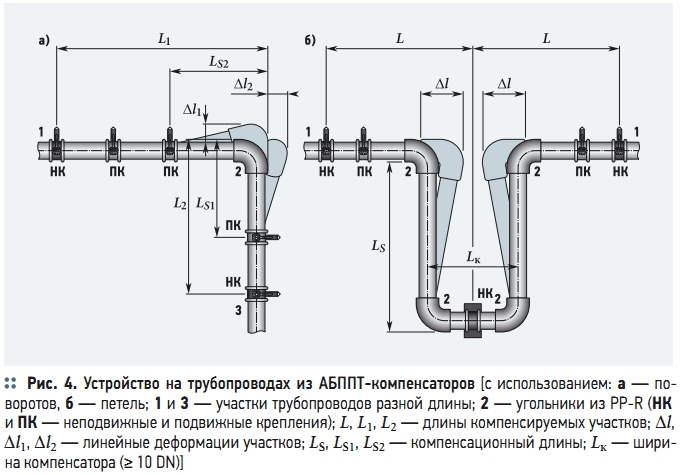 а)
L₁
Lₛ₂
Δl₂
Δl₁
1
НК
ПК
ПК
2
L₂
Lₛ₁
ПК
НК
3
б)
L
L
Δl
Δl
1
НК
ПК
2
2
ПК
НК
1
Lₛ
Lк
2
НК
2
Рис. 4. Устройство на трубопроводах из АБППТ-компенсаторов [с использованием: а — по-
воротов, б — петель; 1 и 3 — участки трубопроводов разной длины; 2 — угольники из PP-R (НК
и ПК — неподвижные и подвижные крепления); L, L₁, L₂ — длины компенсируемых участков; Δl,
Δl₁, Δl₂ — линейные деформации участков; Lₛ, Lₛ₁, Lₛ₂ — компенсационный длины; Lк — шири-
на компенсатора (≥ 10 DN)]